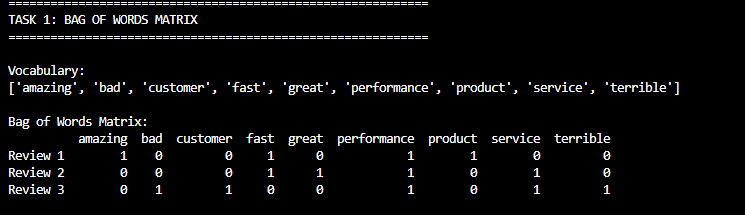 ============================================================
TASK 1: BAG OF WORDS MATRIX
============================================================
Vocabulary:
['amazing', 'bad', 'customer', 'fast', 'great', 'performance', 'product', 'service', 'terrible']
Bag of Words Matrix:
amazing bad customer fast great performance product service terrible
Review 1 1 0 0 1 0 1 1 0 0
Review 2 0 0 0 1 1 1 0 1 0
Review 3 0 1 1 0 0 1 0 1 1